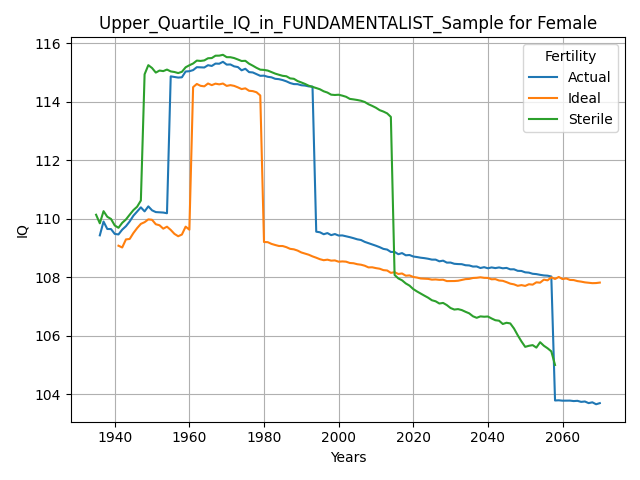 Upper_Quartile_IQ_in_FUNDAMENTALIST_Sample for Female
116
114
112
110
108
106
104
IQ
Fertility
Actual
Ideal
Sterile
1940
1960
1980
2000
2020
2040
2060
Years